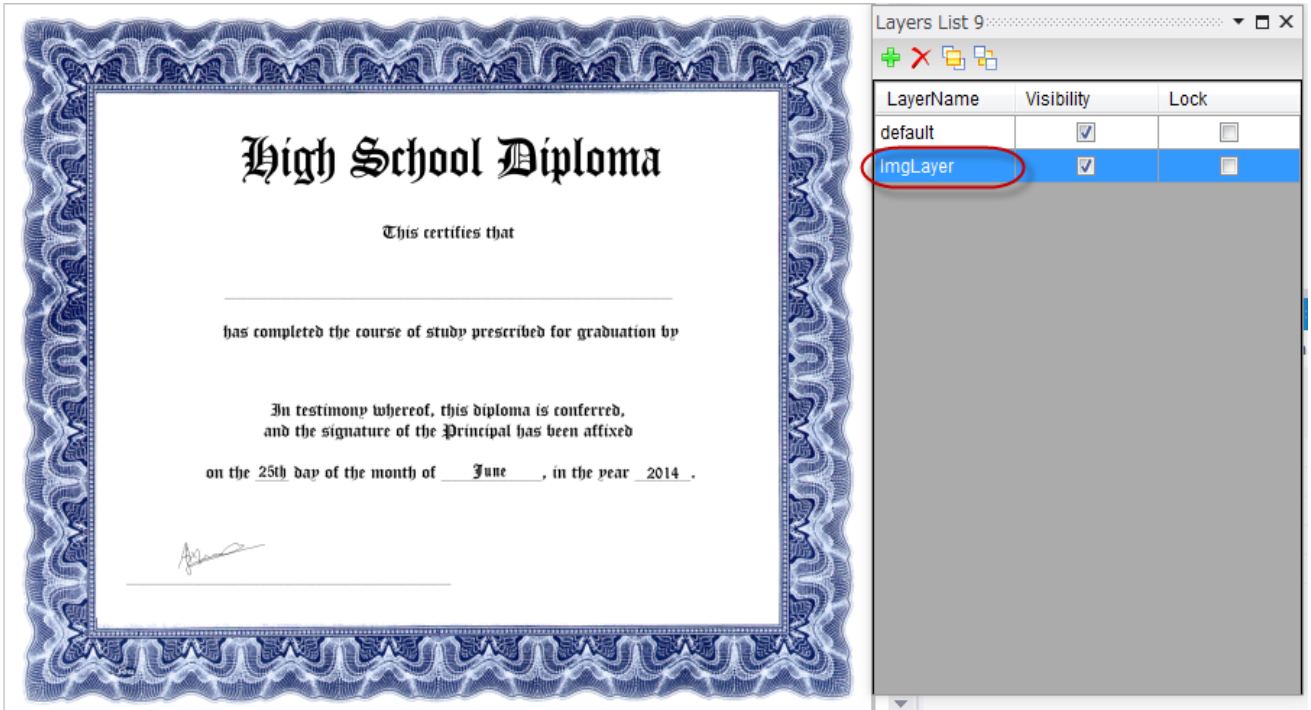 High School Diploma
This certifies that
has completed the course of study prescribed for graduation by
In testimony whereof, this diploma is conferred,
and the signature of the Principal has been affixed
on the 25th day of the month of June , in the year 2014 .
Layers List 9
LayerName Visibility Lock
default
ImgLayer